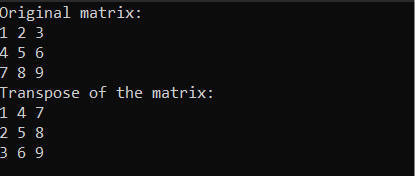 Original matrix:
1 2 3
4 5 6
7 8 9
Transpose of the matrix:
1 4 7
2 5 8
3 6 9